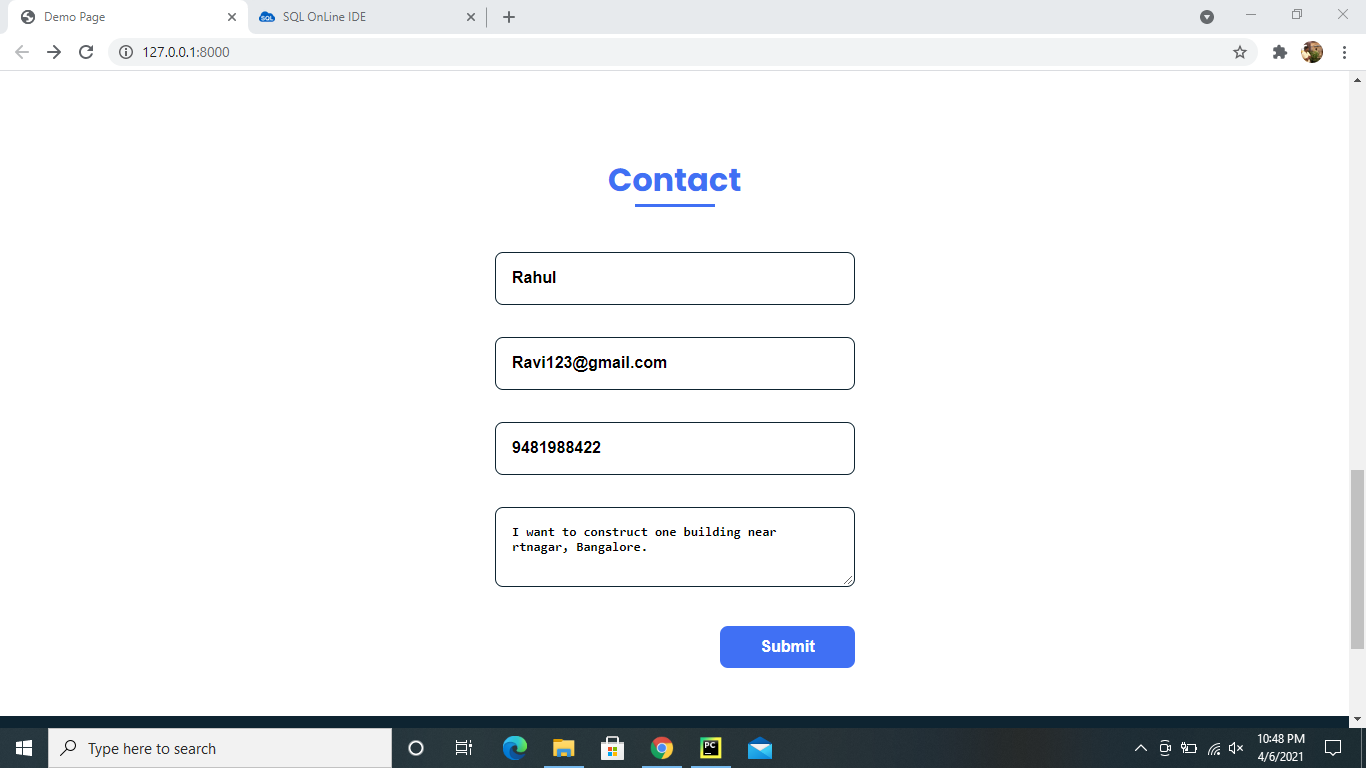 Demo Page
SQL OnLine IDE
127.0.0.1:8000
Contact
Rahul
Ravi123@gmail.com
9481988422
I want to construct one building near
rtnagar, Bangalore.
Submit
Type here to search
PC
10:48 PM
4/6/2021